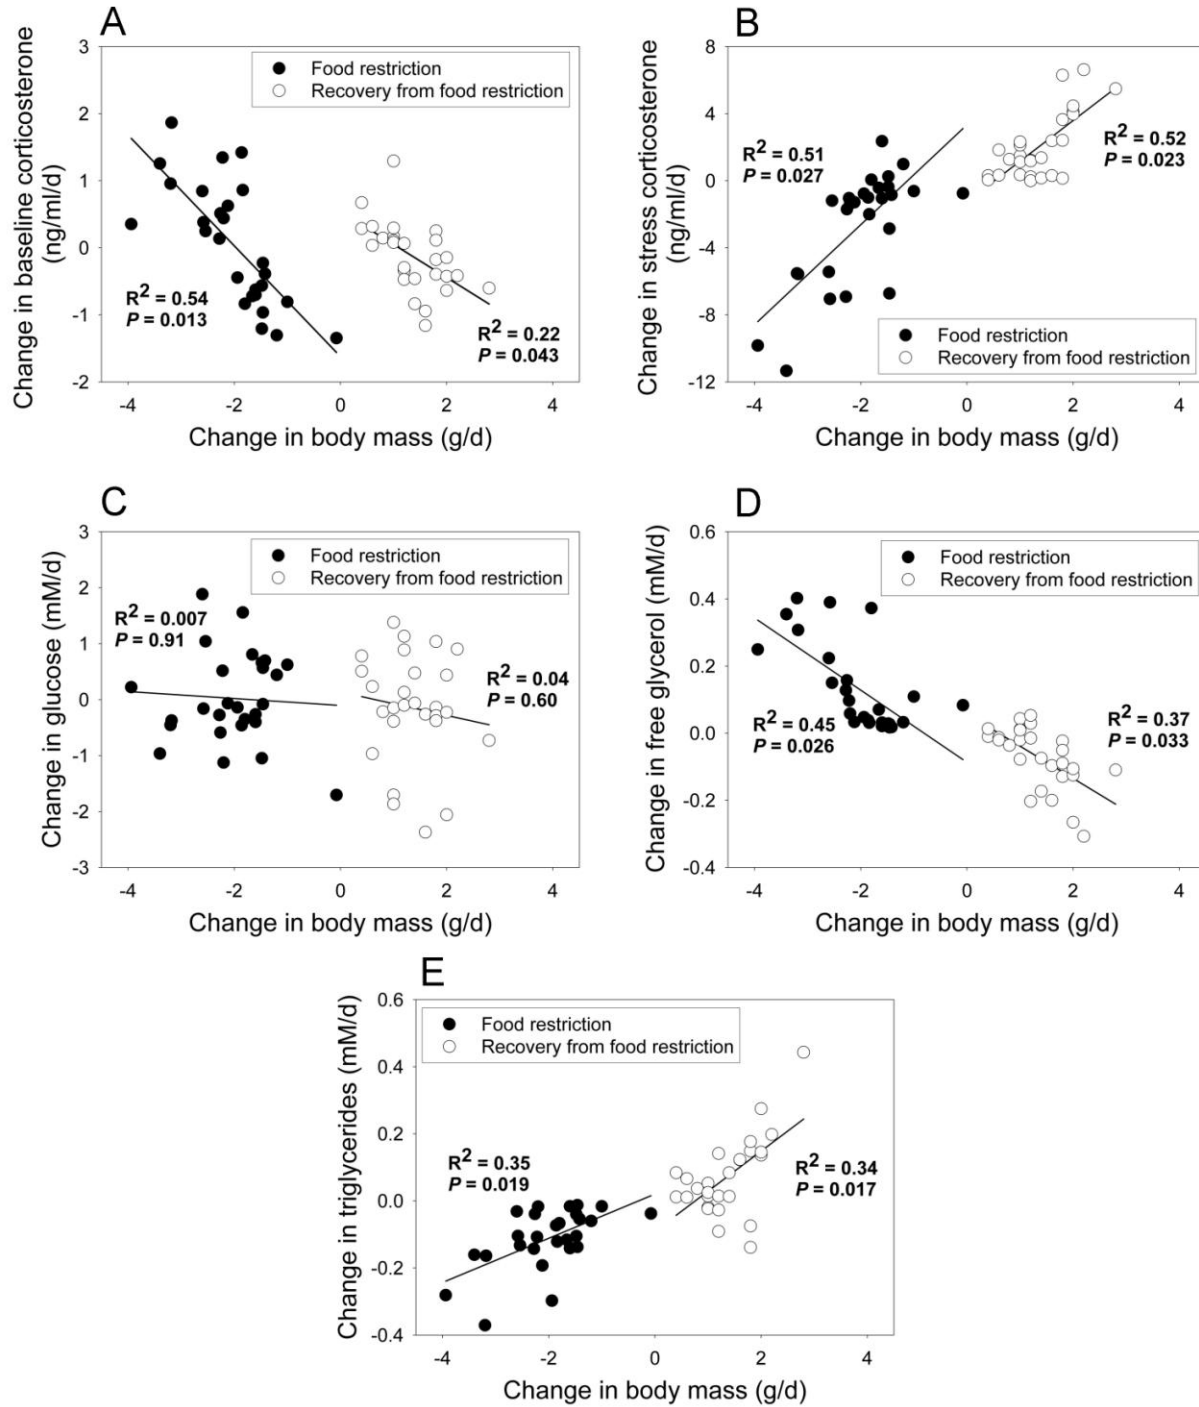 A
Change in baseline corticosterone
(ng/ml/d)
3
2
1
0
-1
-2
Food restriction
Recovery from food restriction
R² = 0.54
P = 0.013
R² = 0.22
P = 0.043
-4 -2 0 2 4
Change in body mass (g/d)
B
Change in stress corticosterone
(ng/ml/d)
8
4
0
-4
-8
-12
R² = 0.51
P = 0.027
R² = 0.52
P = 0.023
Food restriction
Recovery from food restriction
-4 -2 0 2 4
Change in body mass (g/d)
C
Change in glucose (mM/d)
3
2
1
0
-1
-2
-3
Food restriction
Recovery from food restriction
R² = 0.007
P = 0.91
R² = 0.04
P = 0.60
-4 -2 0 2 4
Change in body mass (g/d)
D
Change in free glycerol (mM/d)
0.6
0.4
0.2
0.0
-0.2
-0.4
Food restriction
Recovery from food restriction
R² = 0.45
P = 0.026
R² = 0.37
P = 0.033
-4 -2 0 2 4
Change in body mass (g/d)
E
Change in triglycerides (mM/d)
0.6
0.4
0.2
0.0
-0.2
-0.4
Food restriction
Recovery from food restriction
R² = 0.35
P = 0.019
R² = 0.34
P = 0.017
-4 -2 0 2 4
Change in body mass (g/d)